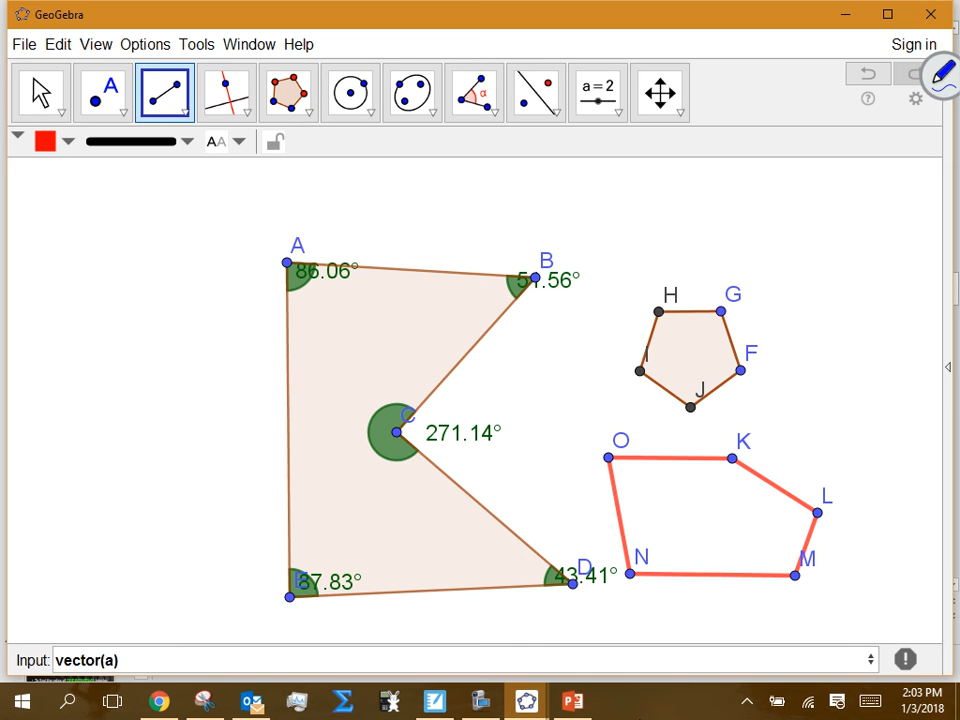 GeoGebra
File Edit View Options Tools Window Help
Sign in
A
α
a = 2
AA
A
86.06°
B
51.56°
C
271.14°
D
43.41°
87.83°
H
G
I
F
J
O
K
L
N
M
Input: vector(a)
2:03 PM
1/3/2018